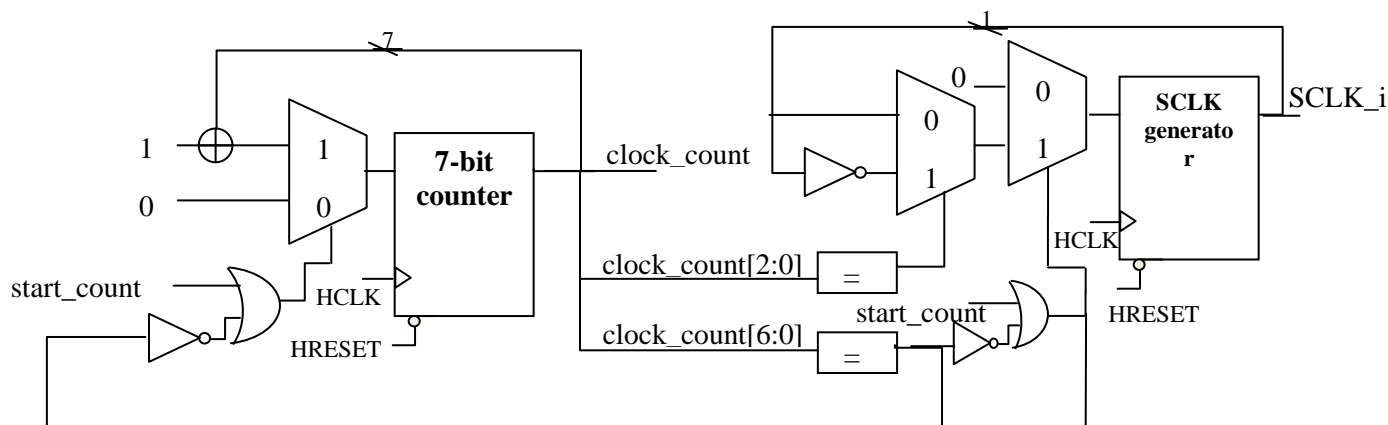 7
1
1
0
1
0
7-bit
counter
HCLK
HRESET
start_count
clock_count
clock_count[2:0]
=
clock_count[6:0]
=
start_count
0
1
0
0
1
SCLK
generato
r
HCLK
HRESET
SCLK_i